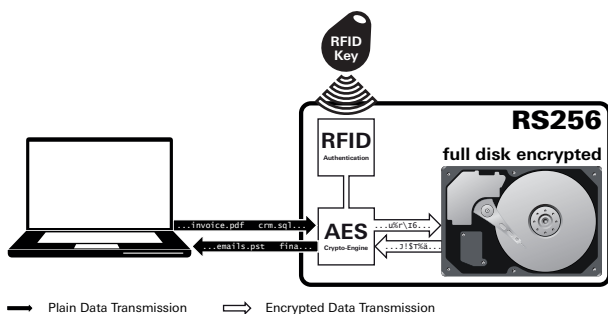 RFID
Key
RS256
RFID
Authentication
full disk encrypted
...invoice.pdf crm.sql...
AES
Crypto-Engine
...u%r\I6...
...emails.pst fina...
...J!$T%ä...
Plain Data Transmission
Encrypted Data Transmission